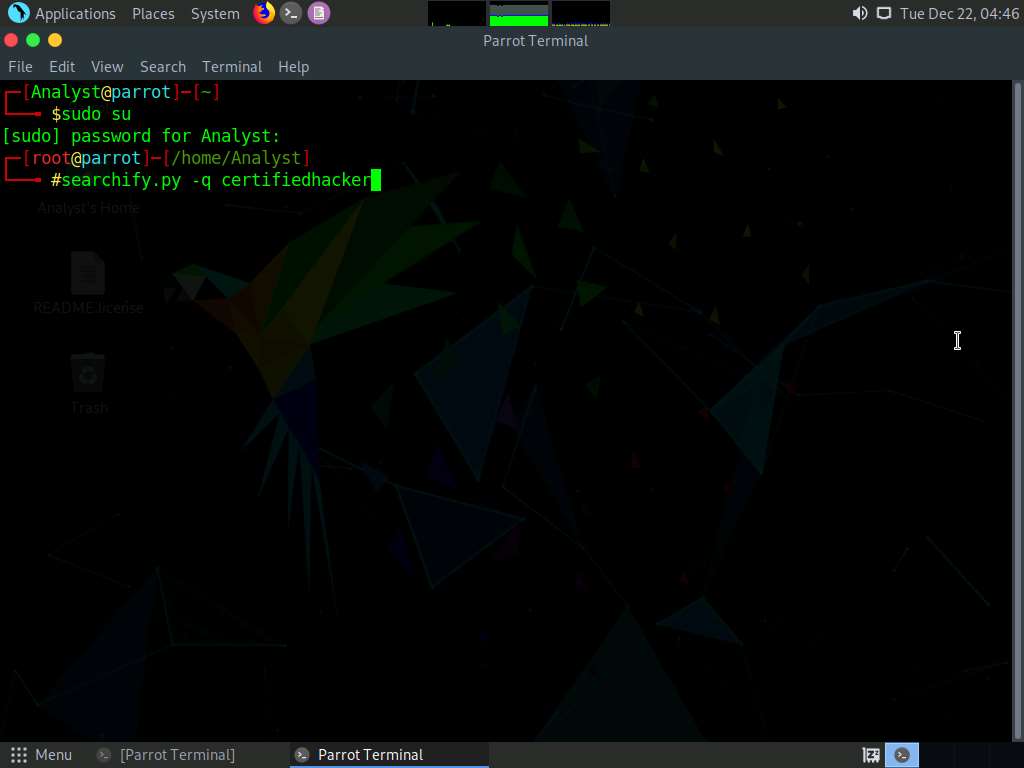 Applications Places System Tue Dec 22, 04:46
Parrot Terminal
File Edit View Search Terminal Help
[Analyst@parrot]-[~]
$sudo su
[sudo] password for Analyst:
[root@parrot]-[/home/Analyst]
#searchify.py -q certifiedhacker
Analyst's Home
README.license
Trash
Menu [Parrot Terminal] Parrot Terminal